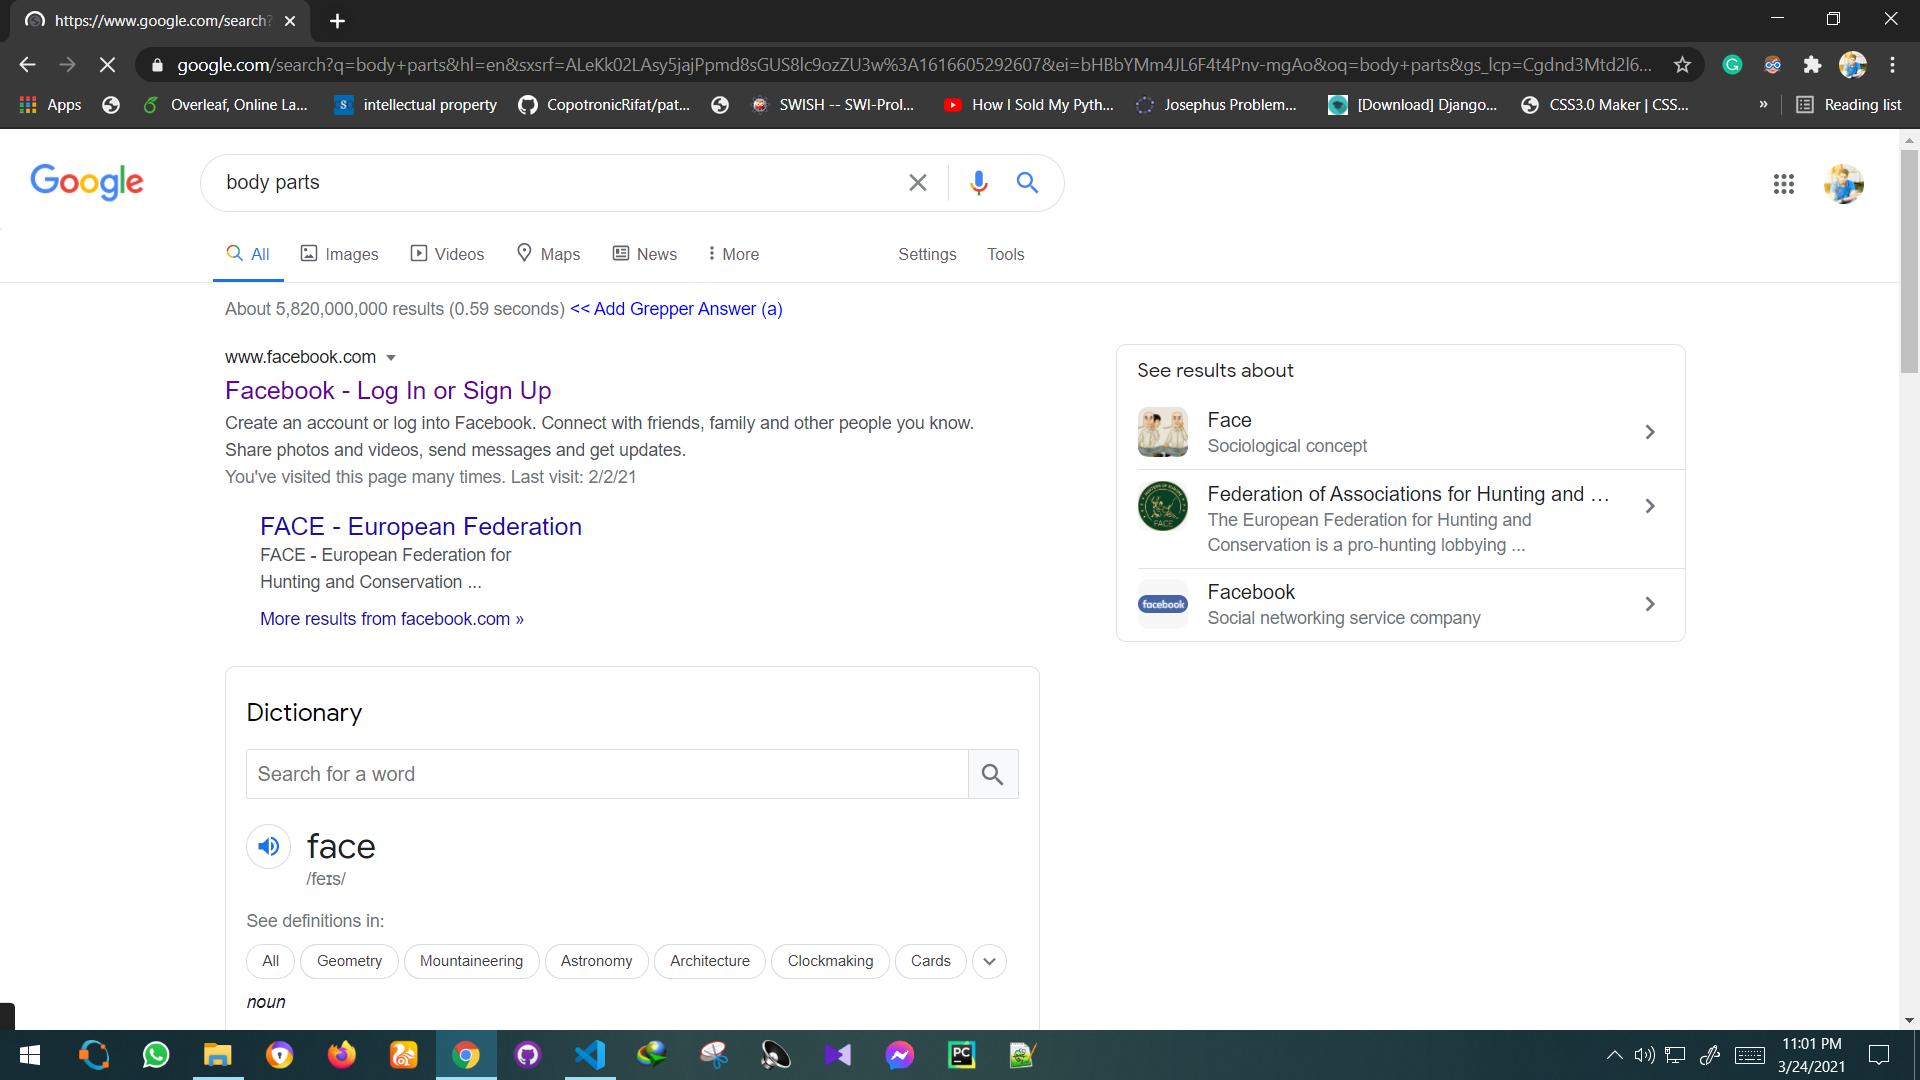 https://www.google.com/search?
google.com/search?q=body+parts&hl=en&sxsrf=ALeKk02LAsy5jajPpmd8sGUS8lc9ozZU3w%3A1616605292607&ei=bHBbYMm4JL6F4t4Pnv-mgAo&oq=body+parts&gs_lcp=Cgdnd3Mtd2l6...
Apps Overleaf, Online La... intellectual property CopotronicRifat/pat... SWISH -- SWI-Prol... How I Sold My Pyth... Josephus Problem... [Download] Django... CSS3.0 Maker | CSS... » Reading list
Google
body parts
All Images Videos Maps News More Settings Tools
About 5,820,000,000 results (0.59 seconds) << Add Grepper Answer (a)
www.facebook.com
Facebook - Log In or Sign Up
Create an account or log into Facebook. Connect with friends, family and other people you know.
Share photos and videos, send messages and get updates.
You've visited this page many times. Last visit: 2/2/21
FACE - European Federation
FACE - European Federation for
Hunting and Conservation ...
More results from facebook.com »
See results about
Face
Sociological concept
Federation of Associations for Hunting and ...
The European Federation for Hunting and
Conservation is a pro-hunting lobbying ...
FACE
Facebook
Social networking service company
facebook
Dictionary
Search for a word
face
/feɪs/
See definitions in:
All Geometry Mountaineering Astronomy Architecture Clockmaking Cards
noun
PC
11:01 PM
3/24/2021